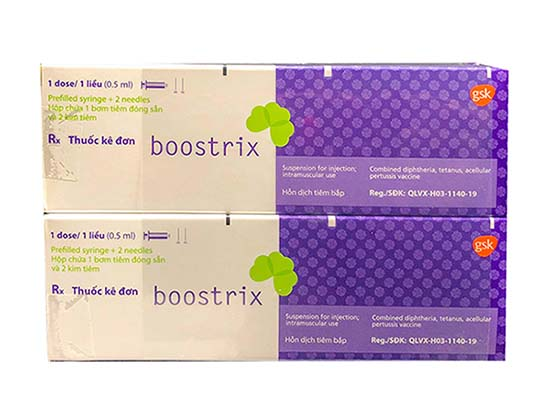 1 dose/ 1 liều (0.5 ml)
Prefilled syringe + 2 needles
Hộp chứa 1 bơm tiêm đóng sẵn
và 2 kim tiêm
Rx Thuốc kê đơn
boostrix
gsk
Suspension for injection;
intramuscular use
Hỗn dịch tiêm bắp
Combined diphtheria, tetanus, acellular
pertussis vaccine
Reg./SĐK: QLVX-H03-1140-19
1 dose/ 1 liều (0.5 ml)
Prefilled syringe + 2 needles
Hộp chứa 1 bơm tiêm đóng sẵn
và 2 kim tiêm
Rx Thuốc kê đơn
boostrix
gsk
Suspension for injection;
intramuscular use
Hỗn dịch tiêm bắp
Combined diphtheria, tetanus, acellular
pertussis vaccine
Reg./SĐK: QLVX-H03-1140-19